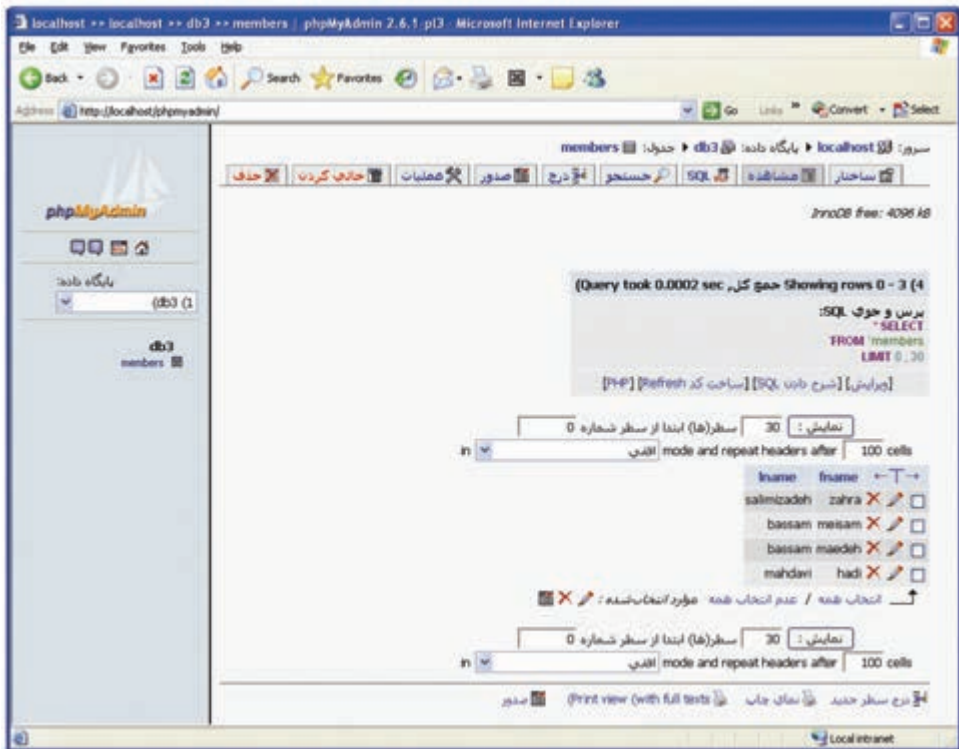 localhost >> localhost >> db3 >> members | phpMyAdmin 2.6.1-pl3 - Microsoft Internet Explorer
File Edit View Favorites Tools Help
Back Search Favorites
Address http://localhost/phpmyadmin/ Go Links » Convert Select
phpMyAdmin
پایگاه داده:
(db3 (1
db3
members
سرور: localhost پایگاه داده: db3 جدول: members
ساختار مشاهده SQL جستجو درج صدور عملیات خالي کردن حذف
InnoDB free: 4096 kB
(Query took 0.0002 sec ,جمع کل Showing rows 0 - 3 (4
پرس و جوي SQL:
* SELECT
FROM `members
LIMIT 0 , 30
[ویرایش] [شرح دادن SQL] [ساخت کد PHP] [Refresh]
نمایش : 30 سطر(ها) ابتدا از سطر شماره 0
in افقي mode and repeat headers after 100 cells
lname fname ←T→
salimizadeh zahra
bassam meisam
bassam maedeh
mahdavi hadi
انتخاب همه / عدم انتخاب همه موارد انتخاب‌شده :
نمایش : 30 سطر(ها) ابتدا از سطر شماره 0
in افقي mode and repeat headers after 100 cells
درج سطر جدید نماي چاپ (Print view (with full texts صدور
Local intranet